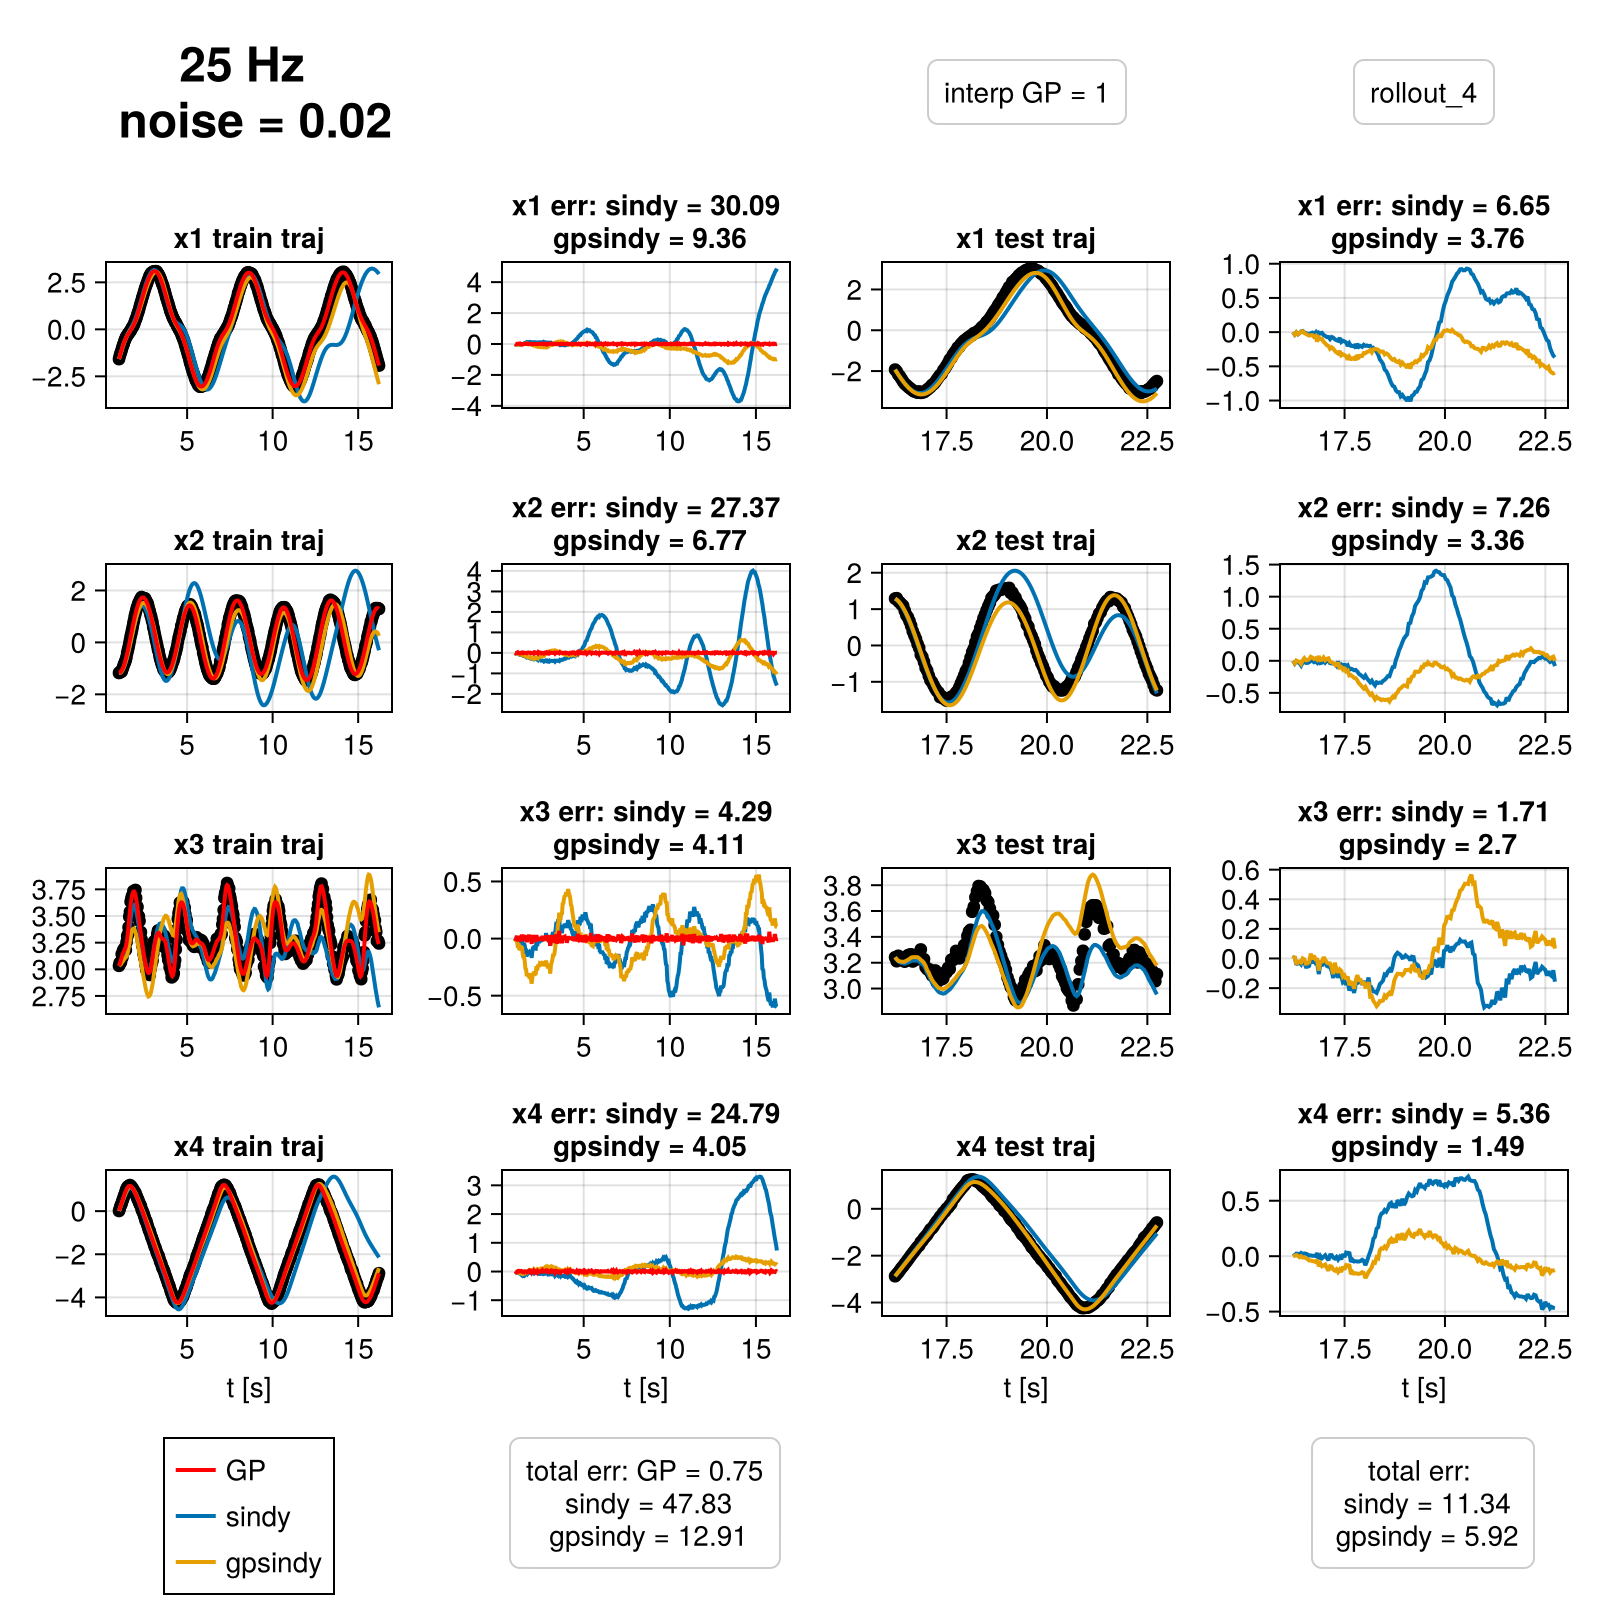 25 Hz
noise = 0.02
interp GP = 1
rollout_4
x1 train traj
2.5
0.0
−2.5
5
10
15
x1 err: sindy = 30.09
gpsindy = 9.36
4
2
0
−2
−4
5
10
15
x1 test traj
2
0
−2
17.5
20.0
22.5
x1 err: sindy = 6.65
gpsindy = 3.76
1.0
0.5
0.0
−0.5
−1.0
17.5
20.0
22.5
x2 train traj
2
0
−2
5
10
15
x2 err: sindy = 27.37
gpsindy = 6.77
4
3
2
1
0
−1
−2
5
10
15
x2 test traj
2
1
0
−1
17.5
20.0
22.5
x2 err: sindy = 7.26
gpsindy = 3.36
1.5
1.0
0.5
0.0
−0.5
17.5
20.0
22.5
x3 train traj
3.75
3.50
3.25
3.00
2.75
5
10
15
x3 err: sindy = 4.29
gpsindy = 4.11
0.5
0.0
−0.5
5
10
15
x3 test traj
3.8
3.6
3.4
3.2
3.0
17.5
20.0
22.5
x3 err: sindy = 1.71
gpsindy = 2.7
0.6
0.4
0.2
0.0
−0.2
17.5
20.0
22.5
x4 train traj
0
−2
−4
5
10
15
t [s]
x4 err: sindy = 24.79
gpsindy = 4.05
3
2
1
0
−1
5
10
15
t [s]
x4 test traj
0
−2
−4
17.5
20.0
22.5
t [s]
x4 err: sindy = 5.36
gpsindy = 1.49
0.5
0.0
−0.5
17.5
20.0
22.5
t [s]
GP
sindy
gpsindy
total err: GP = 0.75
sindy = 47.83
gpsindy = 12.91
total err:
sindy = 11.34
gpsindy = 5.92